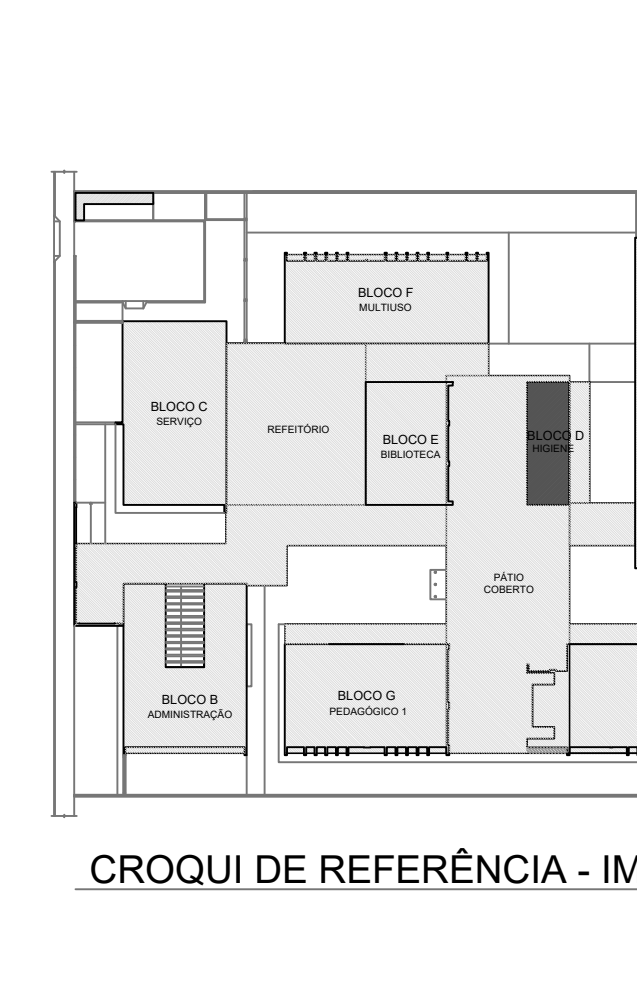 BLOCO F
MULTIUSO
BLOCO C
SERVIÇO
REFEITÓRIO
BLOCO E
BIBLIOTECA
BLOCO D
HIGIENE
PÁTIO
COBERTO
BLOCO B
ADMINISTRAÇÃO
BLOCO G
PEDAGÓGICO 1
CROQUI DE REFERÊNCIA - IM